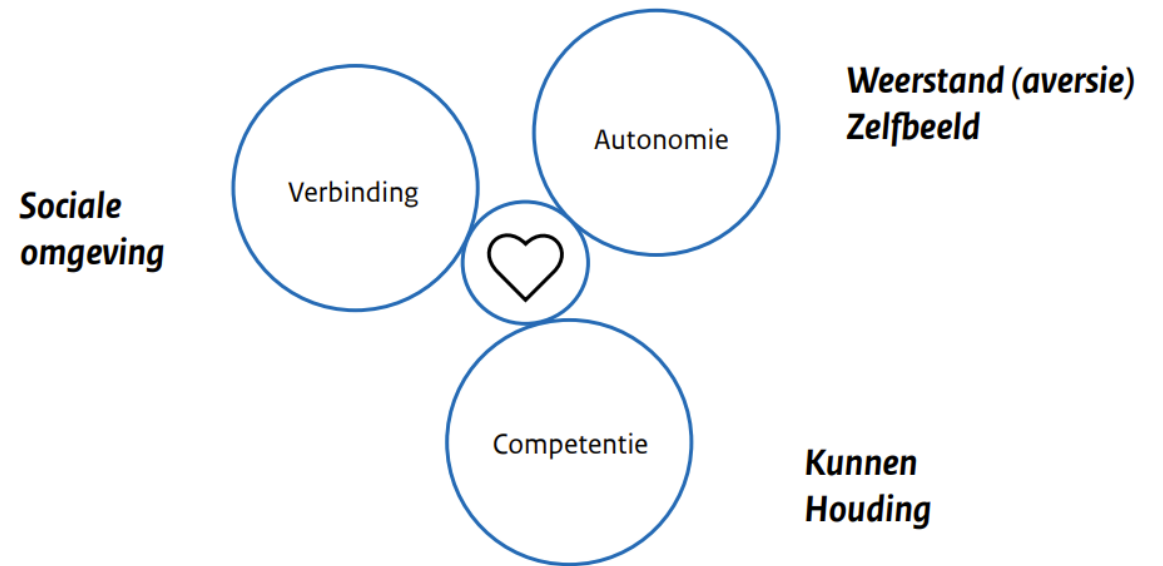 Weerstand (aversie)
Zelfbeeld
Autonomie
Verbinding
Sociale
omgeving
Competentie
Kunnen
Houding